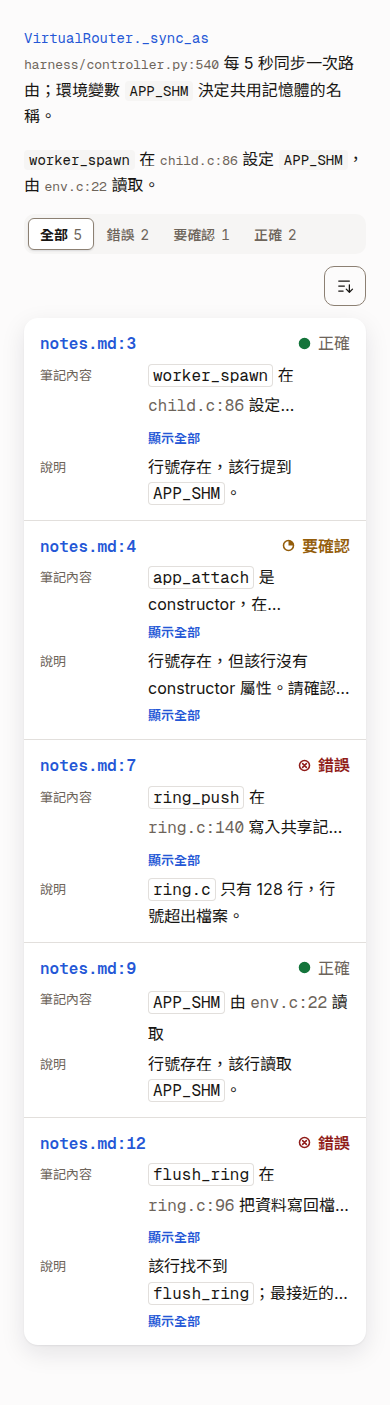 VirtualRouter._sync_as
harness/controller.py:540 每 5 秒同步一次路
由；環境變數 APP_SHM 決定共用記憶體的名
稱。
worker_spawn 在 child.c:86 設定 APP_SHM，
由 env.c:22 讀取。
全部 5 錯誤 2 要確認 1 正確 2
notes.md:3 正確
筆記內容 worker_spawn 在
child.c:86 設定…
顯示全部
說明 行號存在，該行提到
APP_SHM。
notes.md:4 要確認
筆記內容 app_attach 是
constructor，在…
顯示全部
說明 行號存在，但該行沒有
constructor 屬性。請確認…
顯示全部
notes.md:7 錯誤
筆記內容 ring_push 在
ring.c:140 寫入共享記…
顯示全部
說明 ring.c 只有 128 行，行
號超出檔案。
notes.md:9 正確
筆記內容 APP_SHM 由 env.c:22 讀
取
說明 行號存在，該行讀取
APP_SHM。
notes.md:12 錯誤
筆記內容 flush_ring 在
ring.c:96 把資料寫回檔…
顯示全部
說明 該行找不到
flush_ring；最接近的…
顯示全部